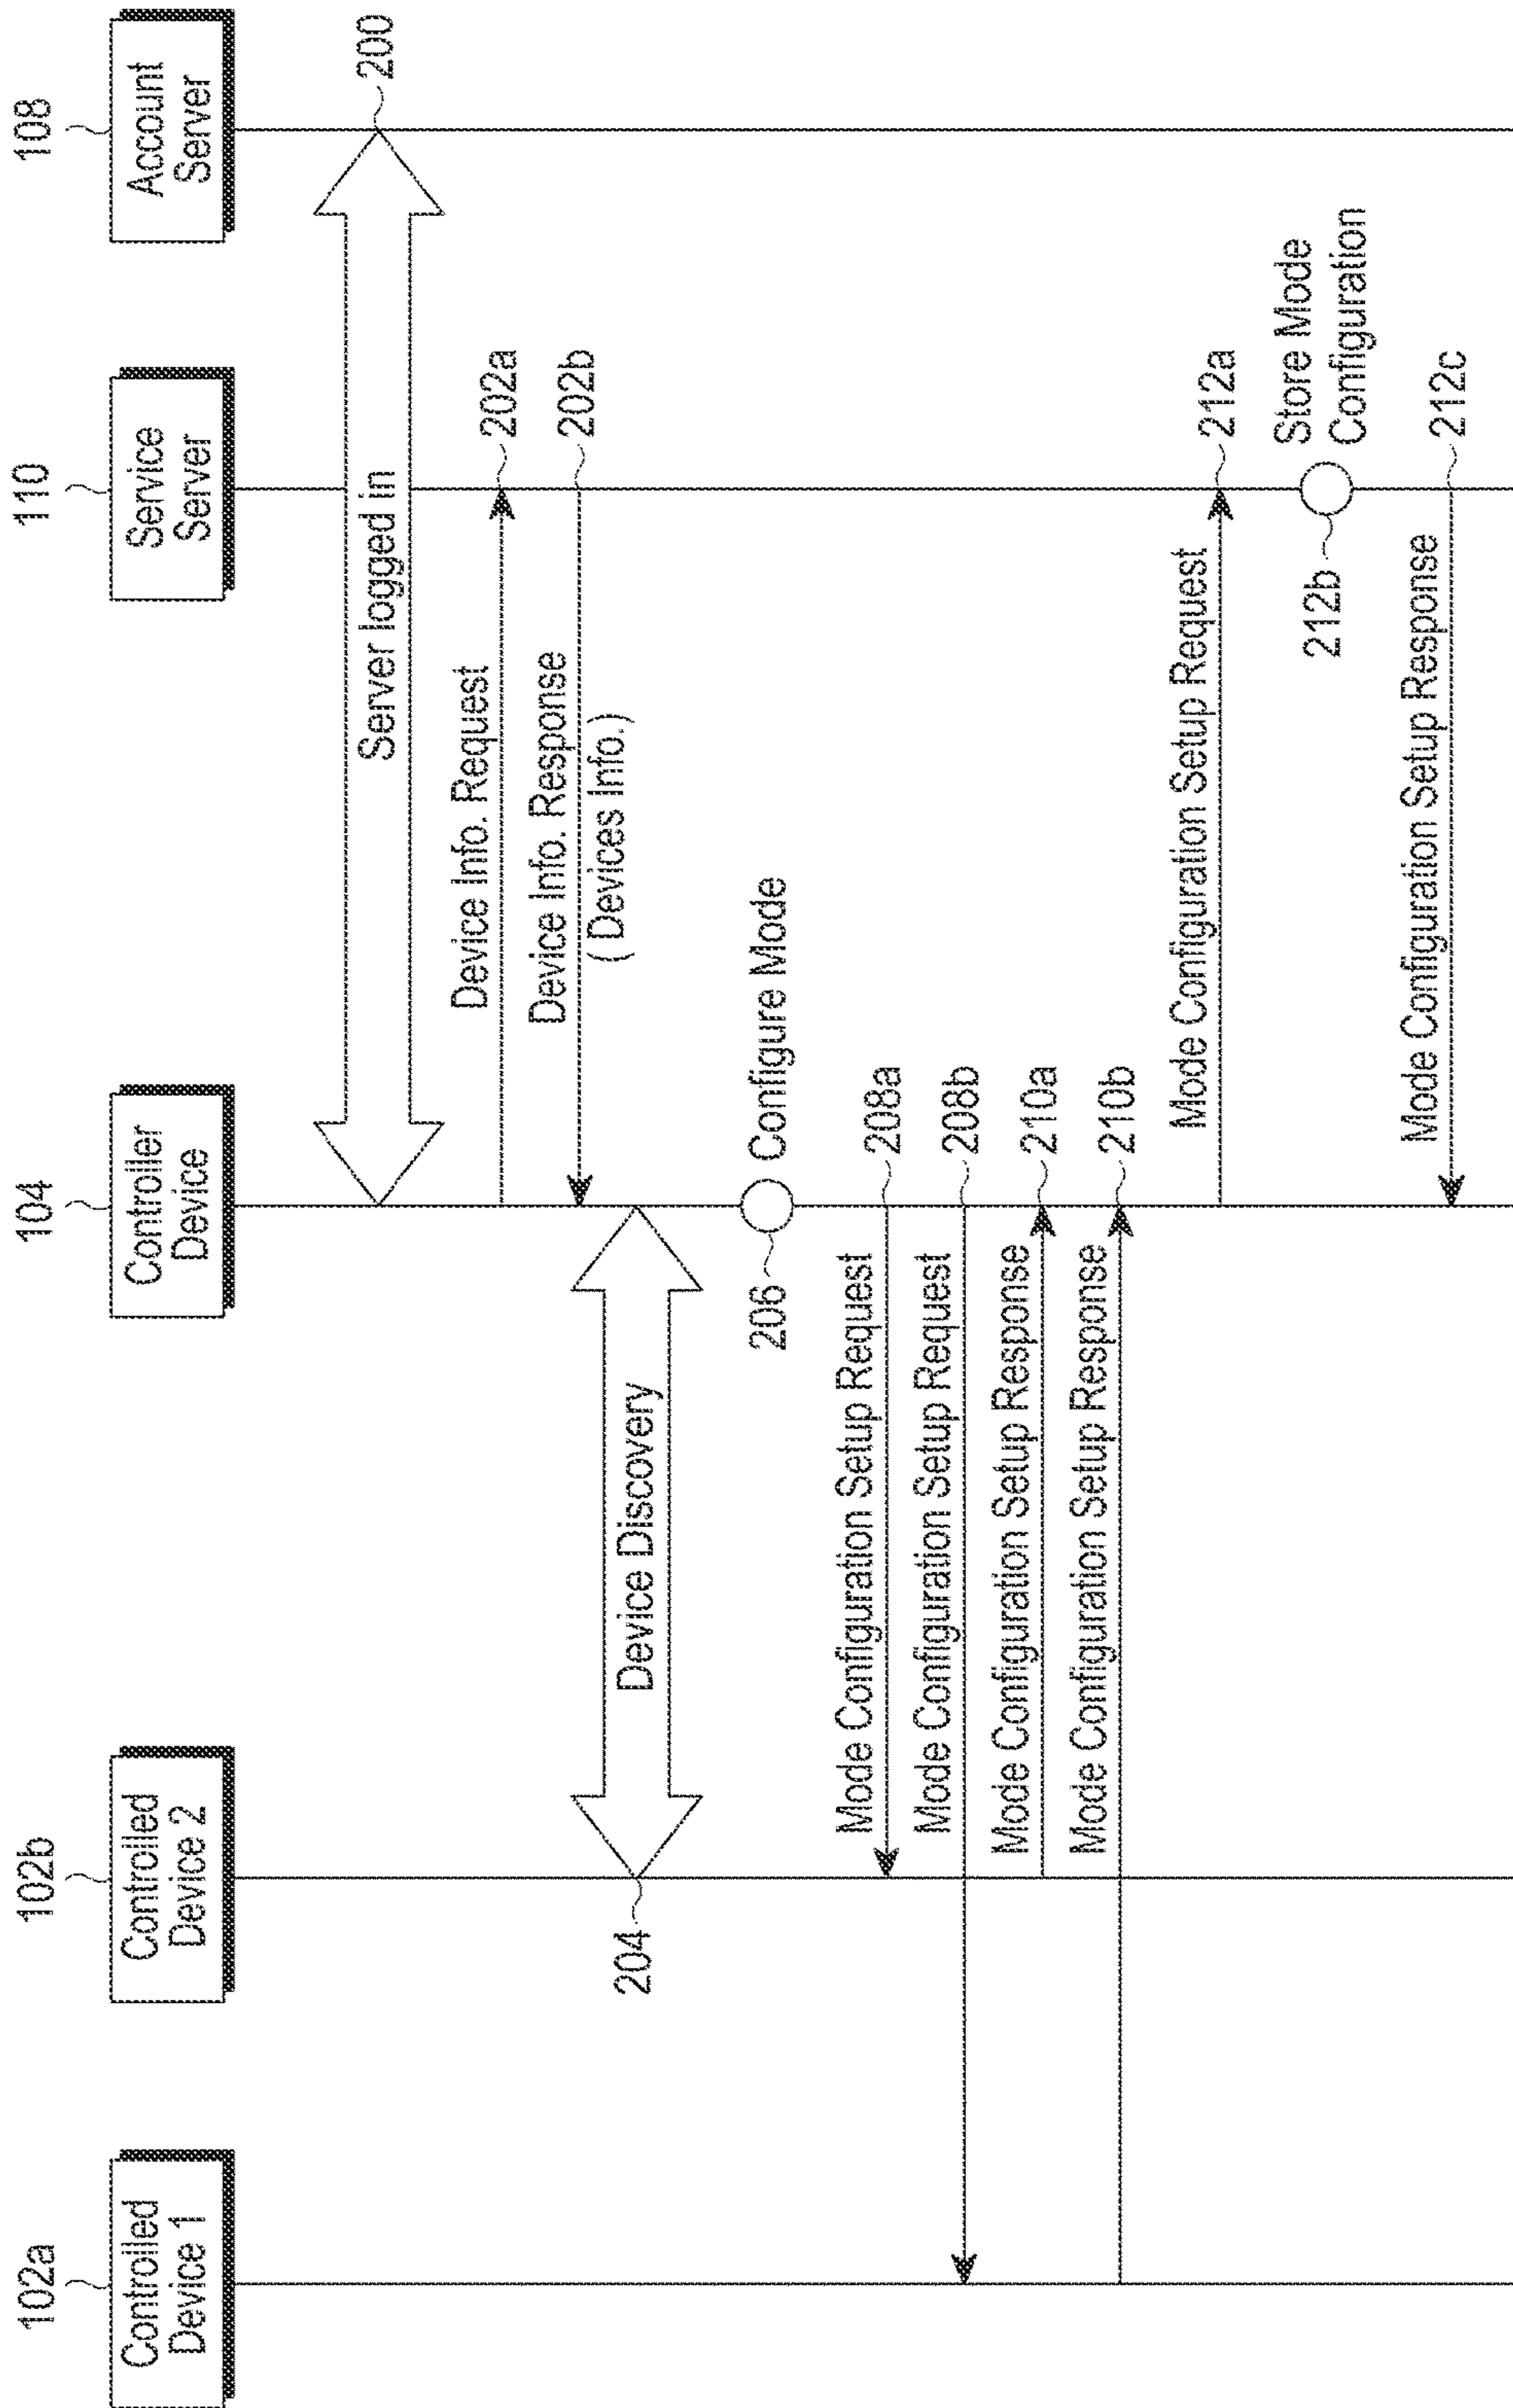 102a
Controlled
Device 1
102b
Controlled
Device 2
104
Controller
Device
110
Service
Server
108
Account
Server
Server logged in
200
Device Info. Request
202a
Device Info. Response
202b
( Devices Info. )
204
Device Discovery
206
Configure Mode
Mode Configuration Setup Request
208a
Mode Configuration Setup Request
208b
Mode Configuration Setup Response
210a
Mode Configuration Setup Response
210b
Mode Configuration Setup Request
212a
212b
Store Mode
Configuration
Mode Configuration Setup Response
212c